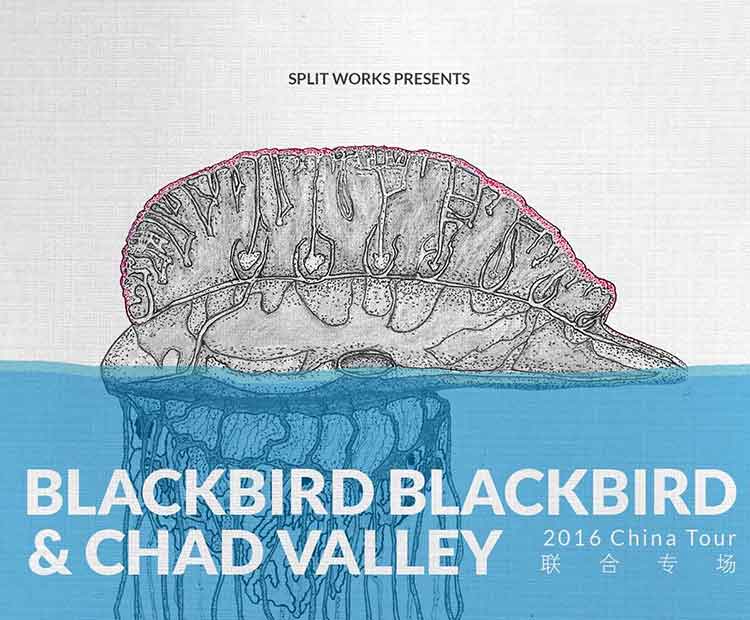 SPLIT WORKS PRESENTS
BLACKBIRD BLACKBIRD
& CHAD VALLEY
2016 China Tour
联合专场